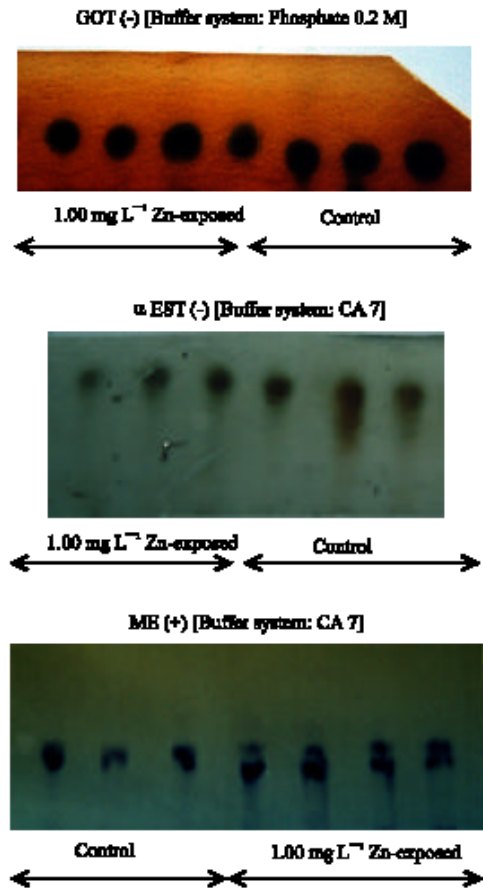 GOT (-) [Buffer system: Phosphate 0.2 M]
1.00 mg L⁻¹ Zn-exposed Control
α EST (-) [Buffer system: CA 7]
1.00 mg L⁻¹ Zn-exposed Control
ME (+) [Buffer system: CA 7]
Control 1.00 mg L⁻¹ Zn-exposed